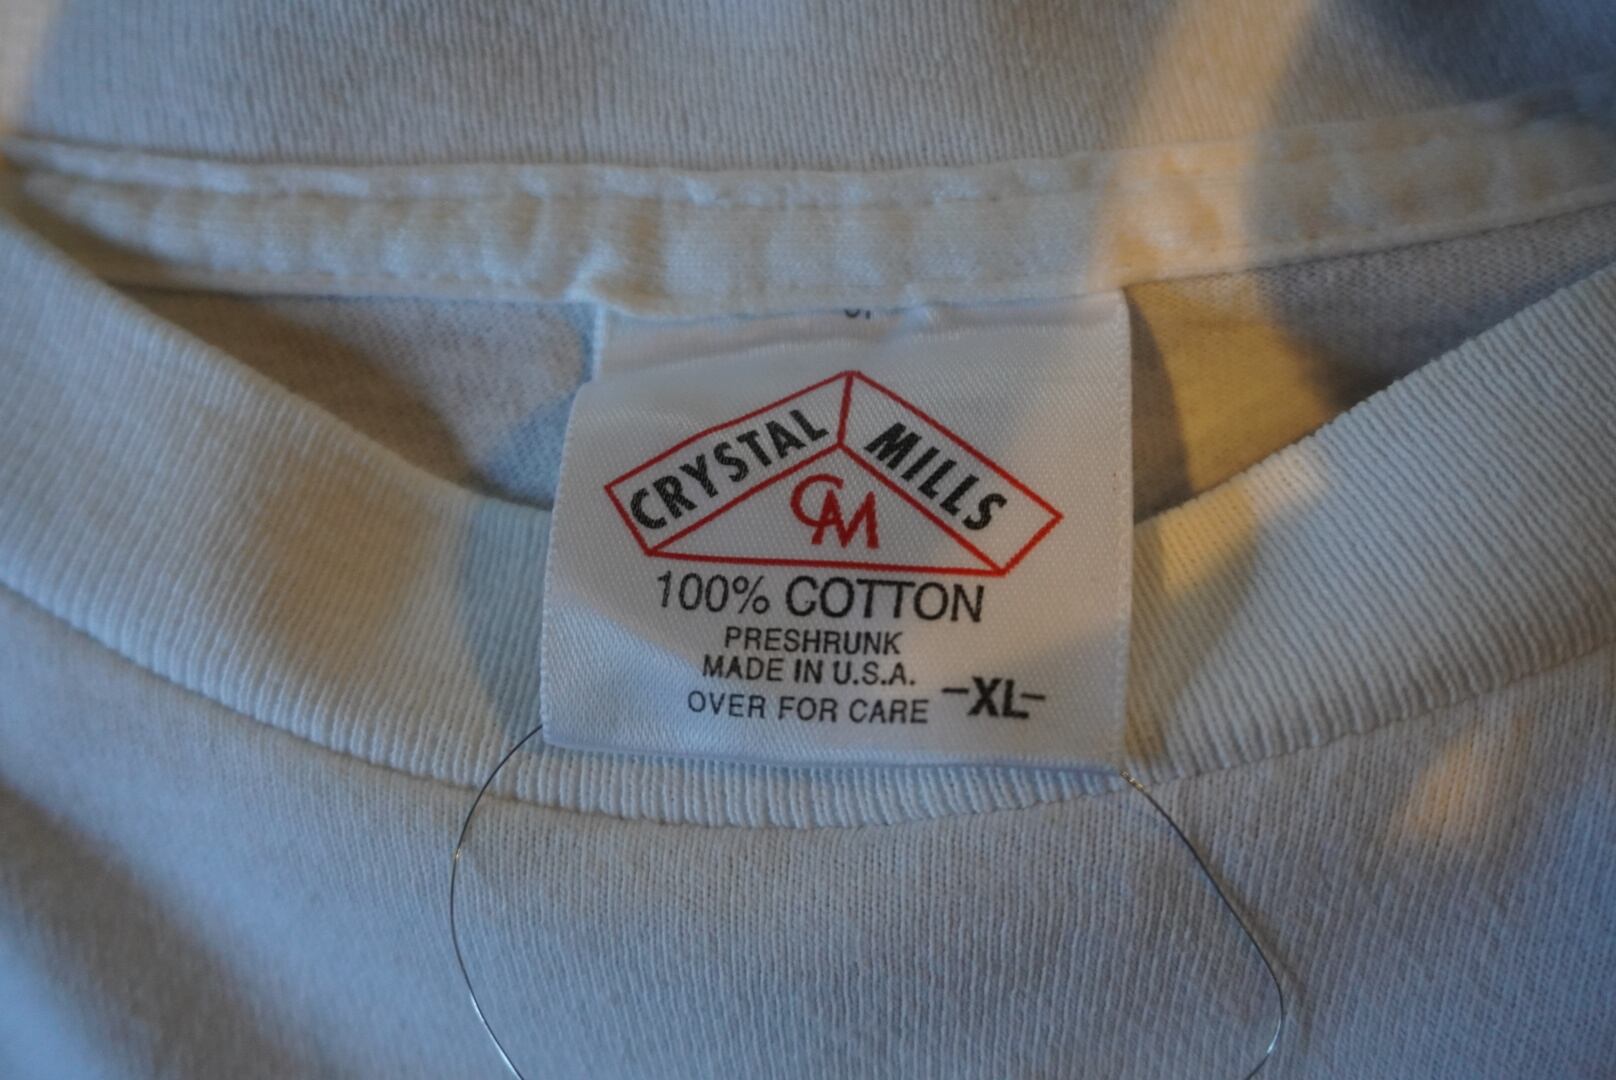 CRYSTAL MILLS
CM
100% COTTON
PRESHRUNK
MADE IN U.S.A.
OVER FOR CARE -XL-